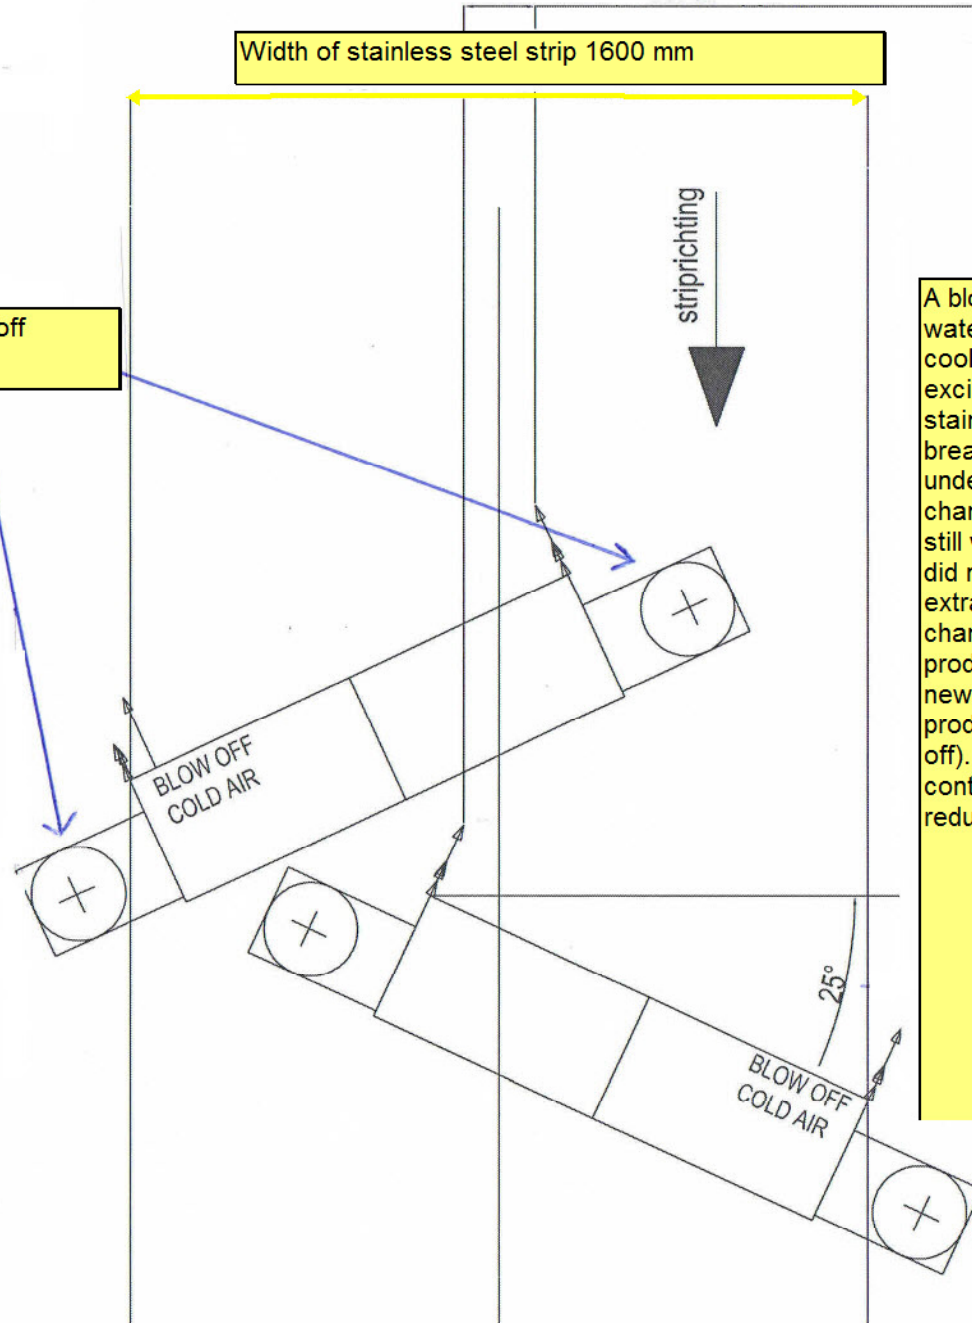 Width of stainless steel strip 1600 mm
striprichting
off
A blo
wate
cool
exci
stain
brea
unde
char
still v
did r
extra
char
prod
new
prod
off).
cont
redu
BLOW OFF
COLD AIR
25°
BLOW OFF
COLD AIR